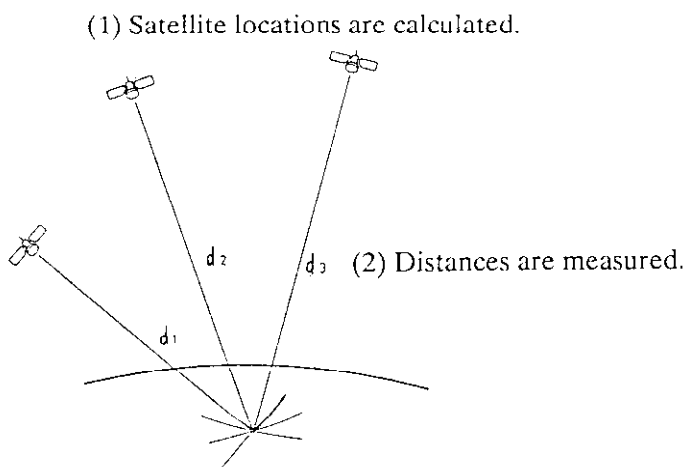 (1) Satellite locations are calculated.
d2
d3 (2) Distances are measured.
d1